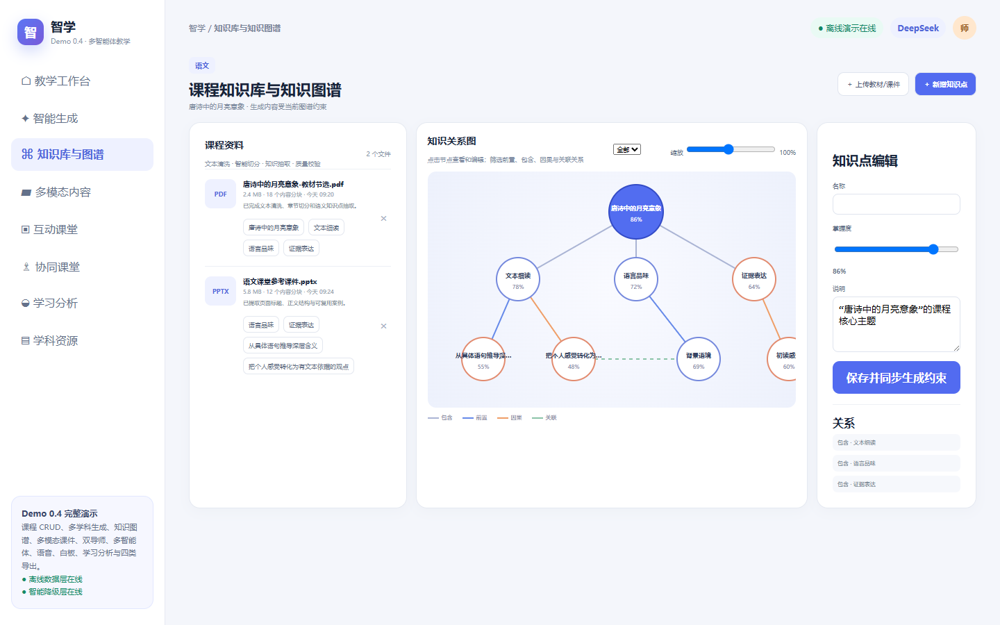 智
智学
Demo 0.4 · 多智能体教学
教学工作台
智能生成
知识库与图谱
多模态内容
互动课堂
协同课堂
学习分析
学科资源
Demo 0.4 完整演示
课程 CRUD、多学科生成、知识图
谱、多模态课件、双导师、多智能
体、语音、白板、学习分析与四类
导出。
● 离线数据层在线
● 智能降级层在线
智学 / 知识库与知识图谱
● 离线演示在线
DeepSeek
师
语文
课程知识库与知识图谱
唐诗中的月亮意象 · 生成内容受当前图谱约束
+ 上传教材/课件
+ 新增知识点
课程资料
文本清洗 · 智能切分 · 知识抽取 · 质量校验
2 个文件
PDF
唐诗中的月亮意象-教材节选.pdf
2.4 MB · 18 个内容分块 · 今天 09:20
已完成文本清洗、章节切分和语义知识点抽取。
唐诗中的月亮意象
文本细读
语言品味
证据表达
×
PPTX
语文课堂参考课件.pptx
5.8 MB · 12 个内容分块 · 今天 09:24
已提取页面标题、正文结构与可复用案例。
语言品味
证据表达
从具体语句推导深层含义
把个人感受转化为有文本依据的观点
×
知识关系图
点击节点查看和编辑；筛选前置、包含、因果与关联关系
全部
缩放
100%
唐诗中的月亮意象
86%
文本细读
78%
语言品味
72%
证据表达
64%
从具体语句推导深…
55%
把个人感受转化为…
48%
背景语境
69%
初读感
60%
包含
前置
因果
关联
知识点编辑
名称
掌握度
86%
说明
“唐诗中的月亮意象”的课程
核心主题
保存并同步生成约束
关系
包含 · 文本细读
包含 · 语言品味
包含 · 证据表达